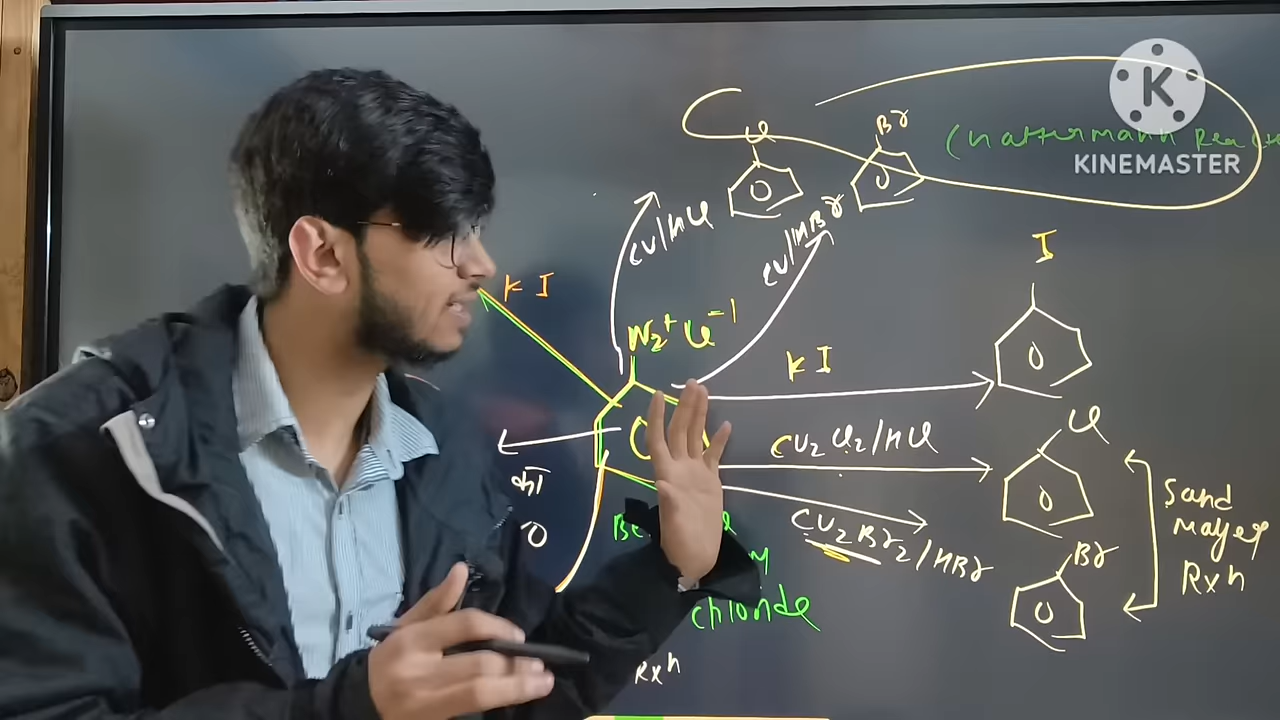 Cl
Br
(Gattermann Reacti
K
KINEMASTER
Cu/HCl
Cu/HBr
I
KI
N2+ Cl-1
KI
Cu2Cl2/HCl
Cl
Cu2Br2/HBr
Br
Sand
mayer
Rxn
chloride
Rxn